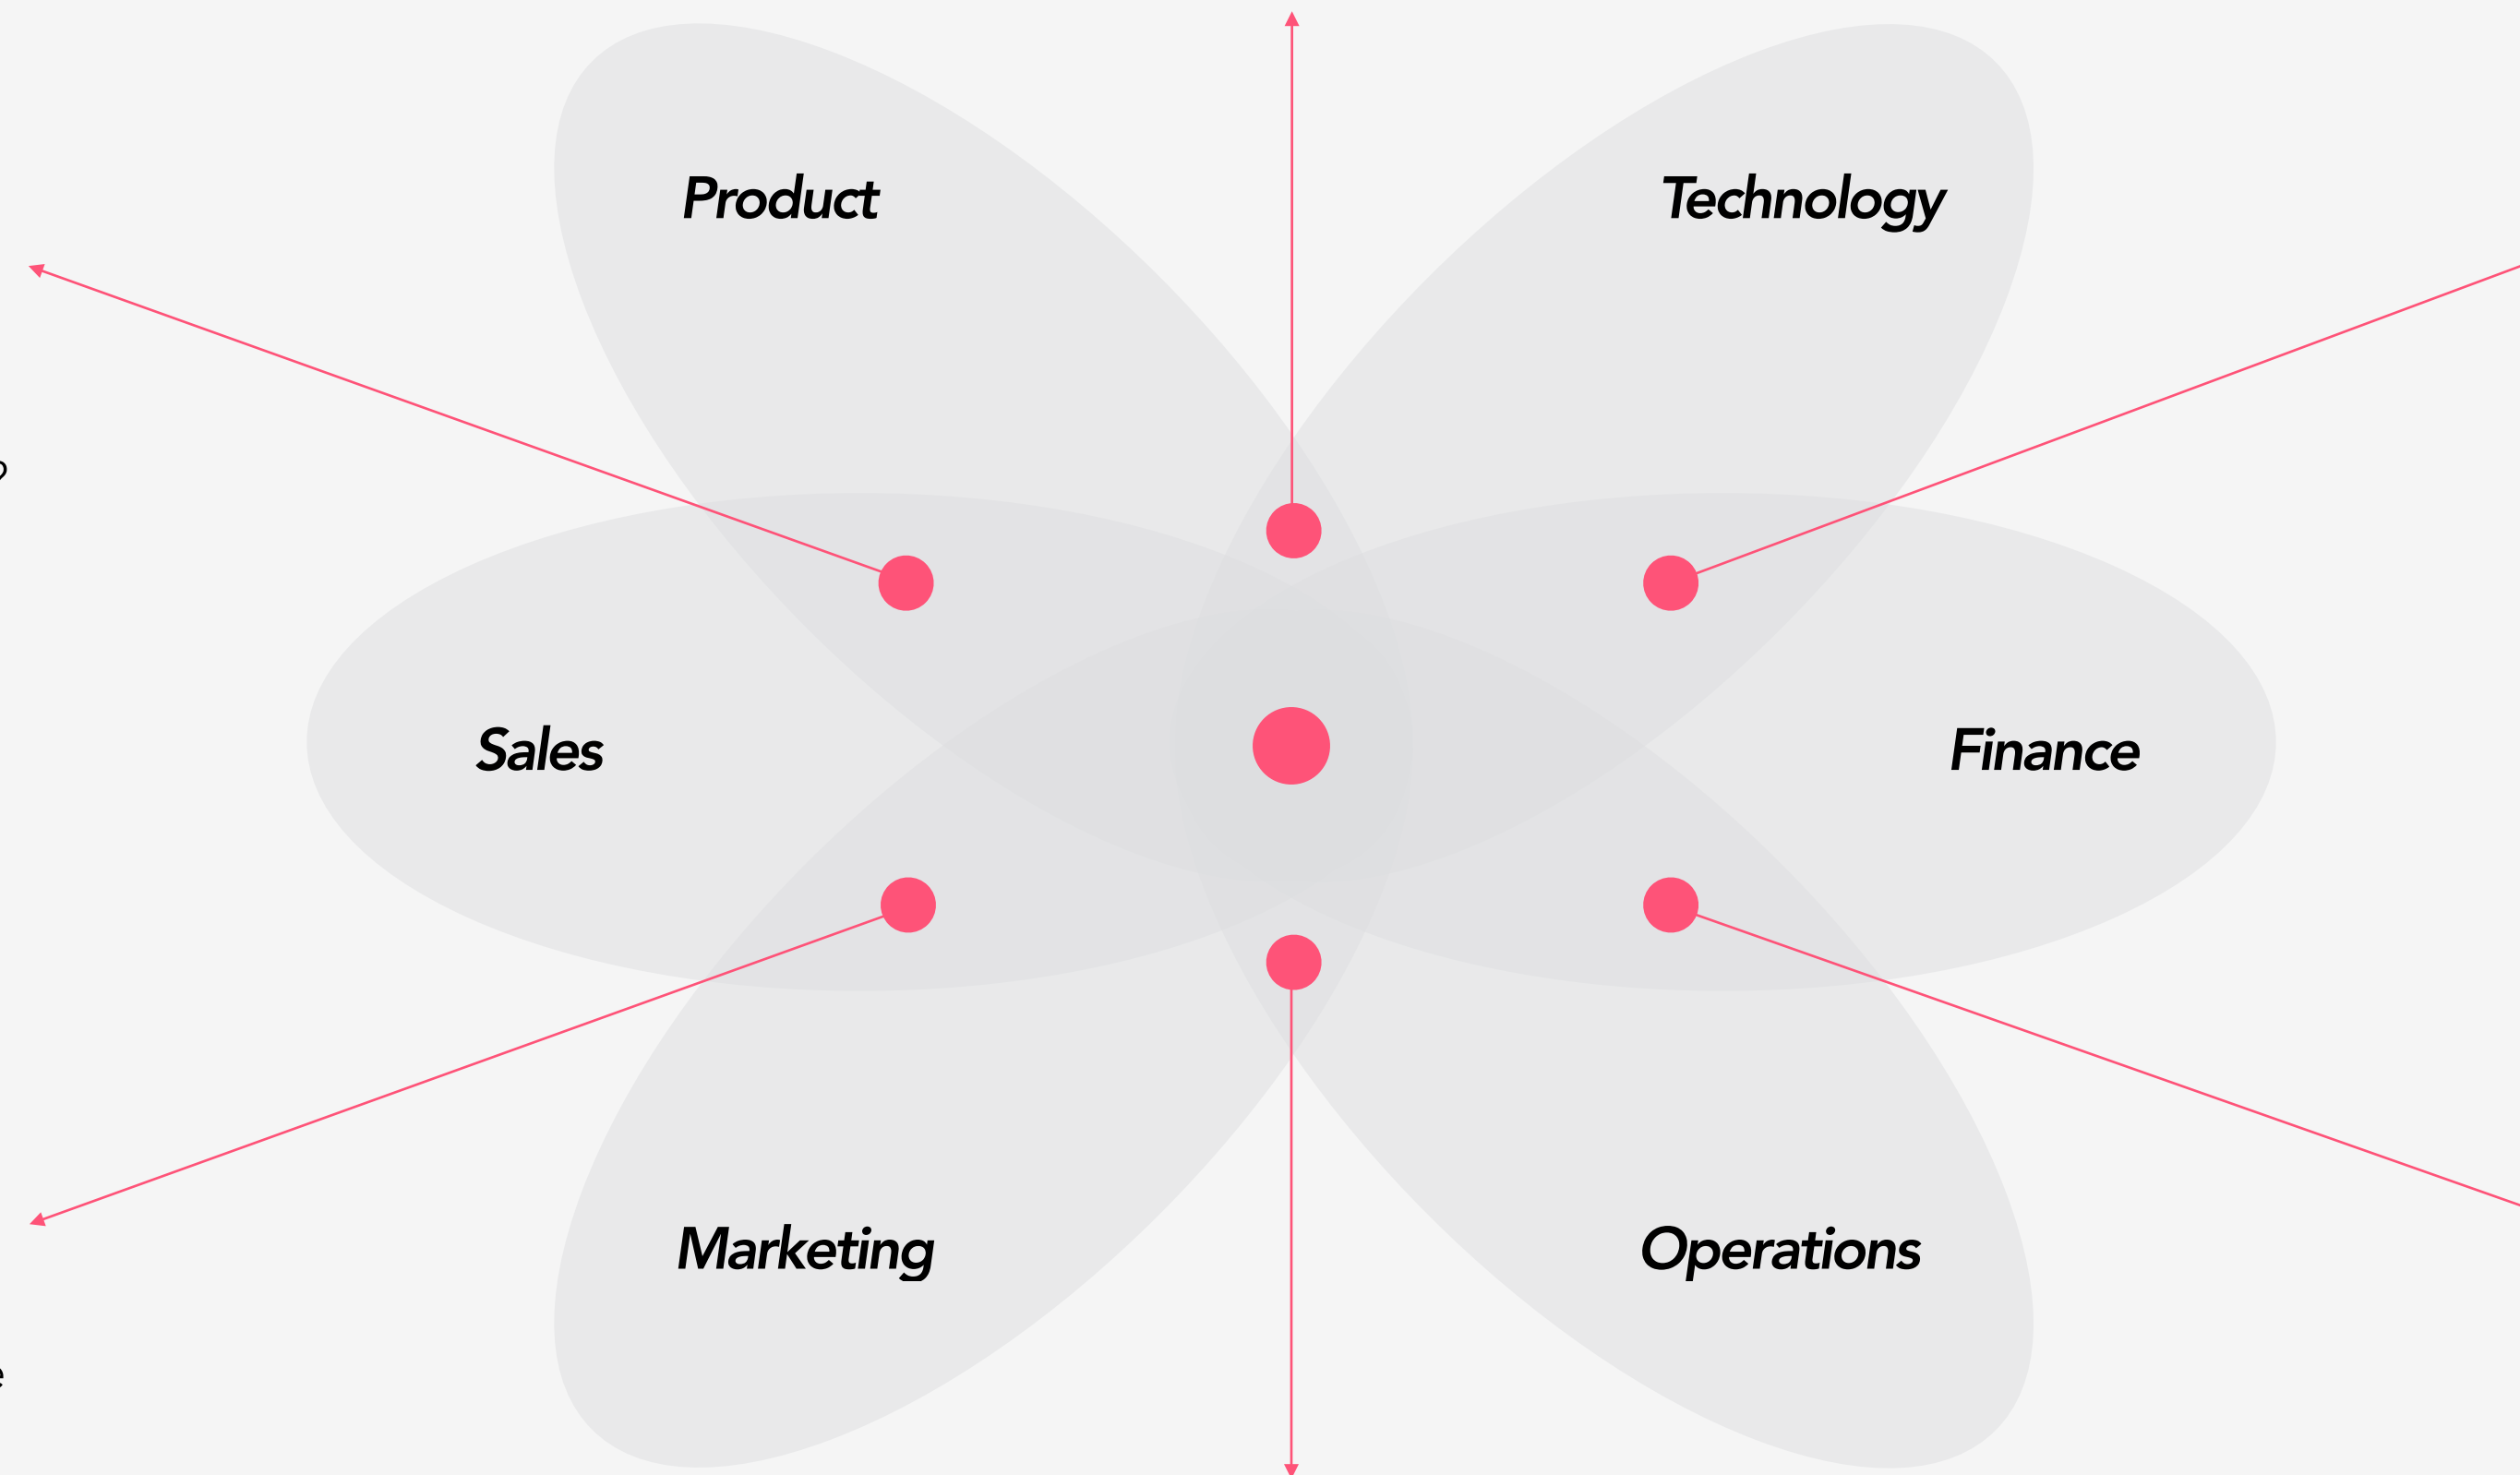 Product
Technology
Sales
Finance
Marketing
Operations